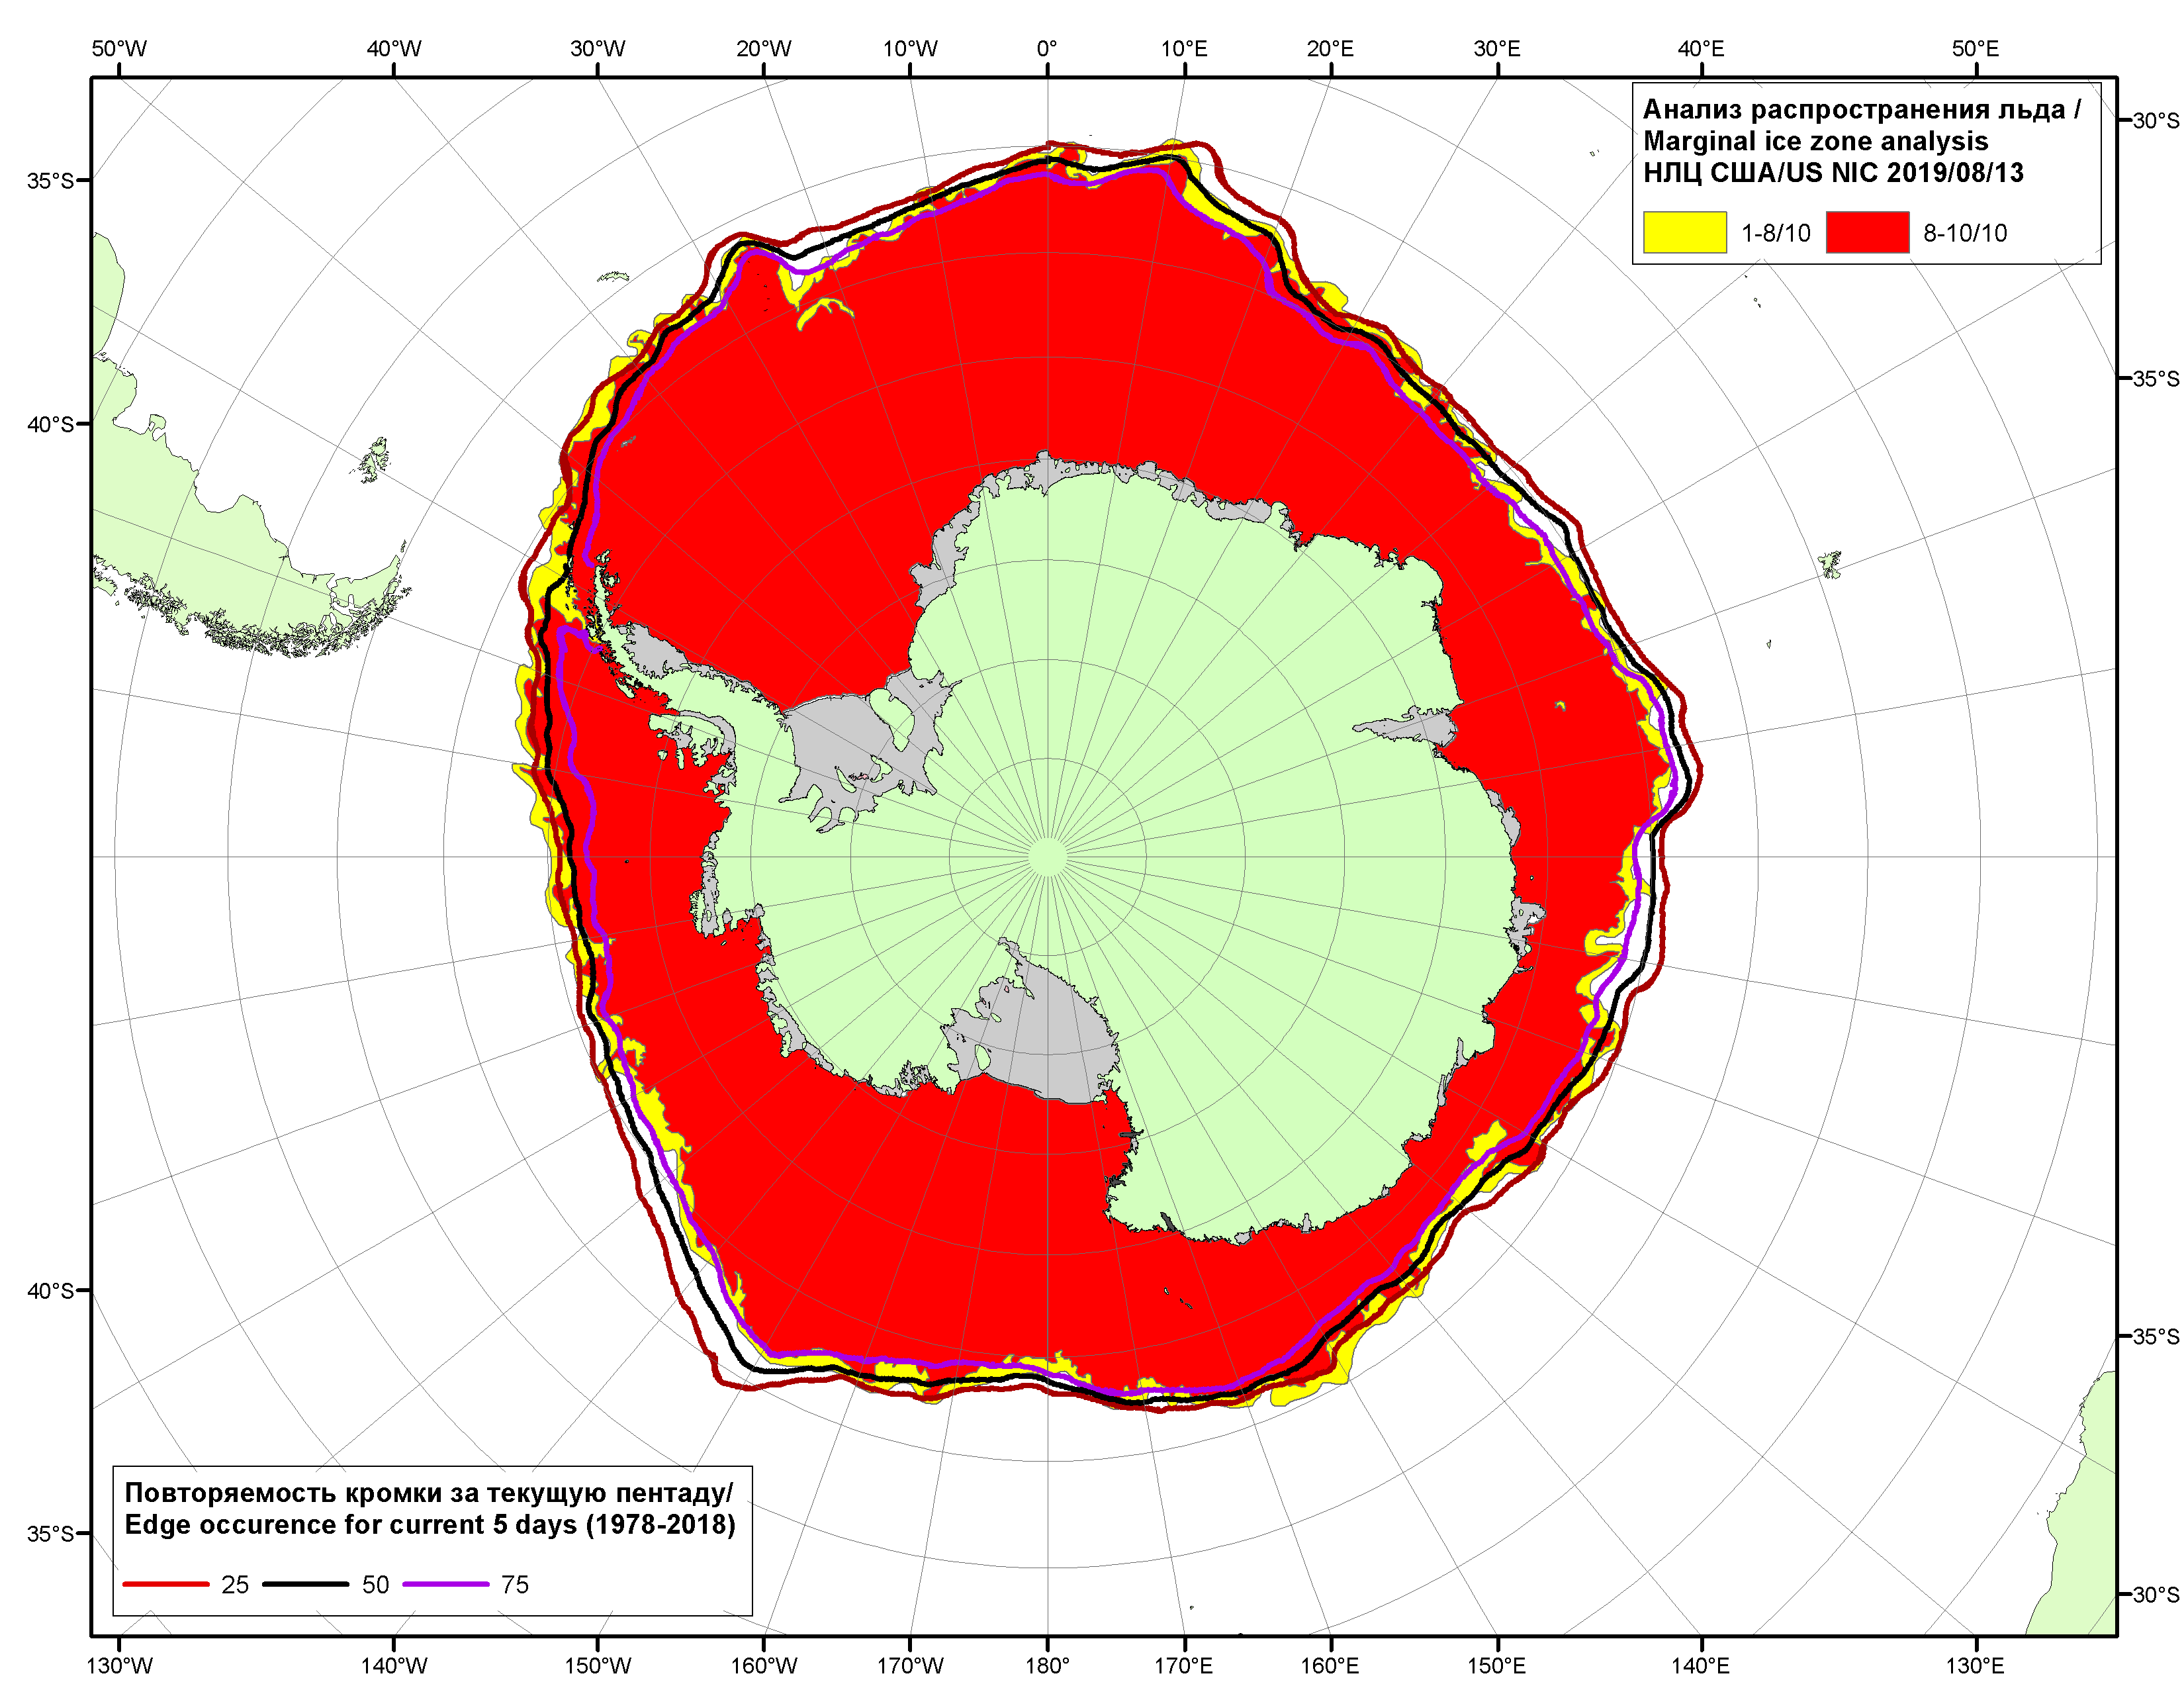 50°W 40°W 30°W 20°W 10°W 0° 10°E 20°E 30°E 40°E 50°E
Анализ распространения льда /
Marginal ice zone analysis
НЛЦ США/US NIC 2019/08/13
1-8/10 8-10/10
30°S
35°S
35°S
40°S
40°S
35°S
35°S
30°S
Повторяемость кромки за текущую пентаду/
Edge occurence for current 5 days (1978-2018)
25 50 75
130°W 140°W 150°W 160°W 170°W 180° 170°E 160°E 150°E 140°E 130°E